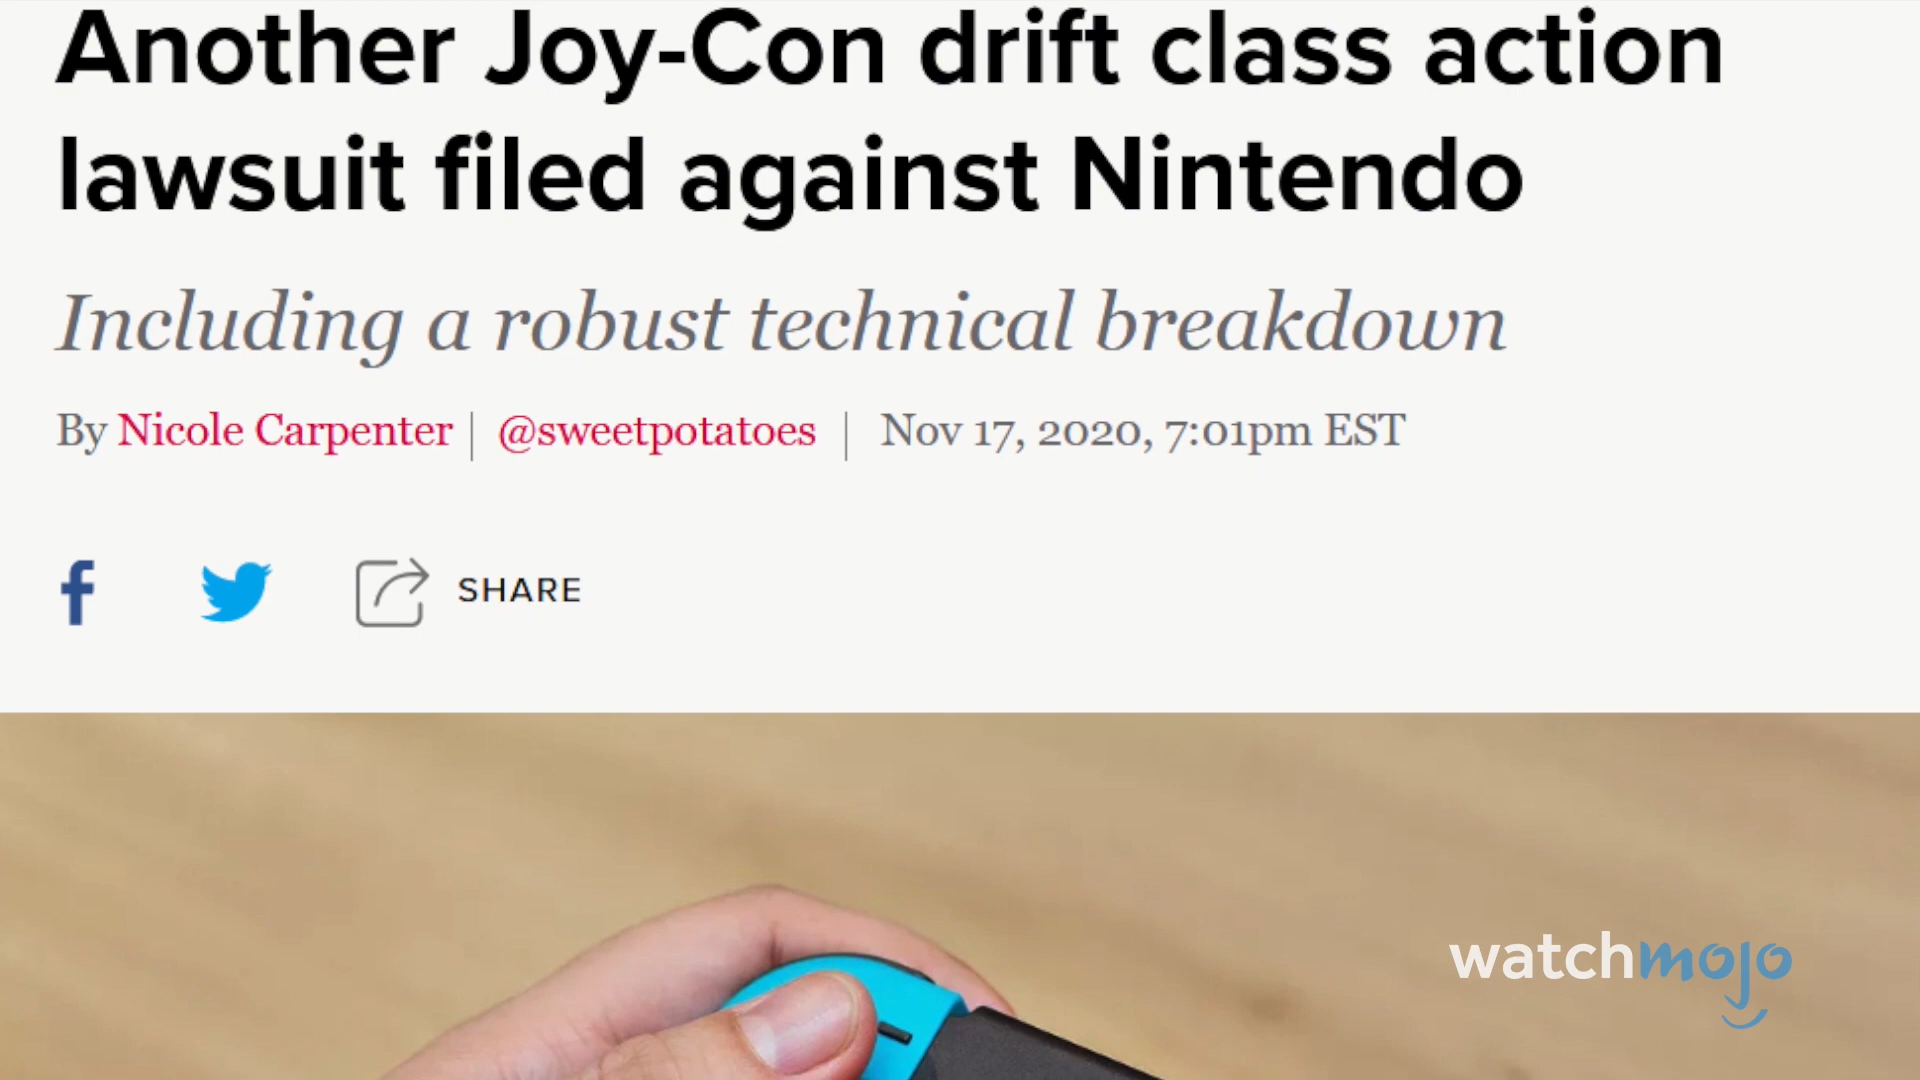 Another Joy-Con drift class action
lawsuit filed against Nintendo
Including a robust technical breakdown
By Nicole Carpenter | @sweetpotatoes | Nov 17, 2020, 7:01pm EST
SHARE
watchmojo